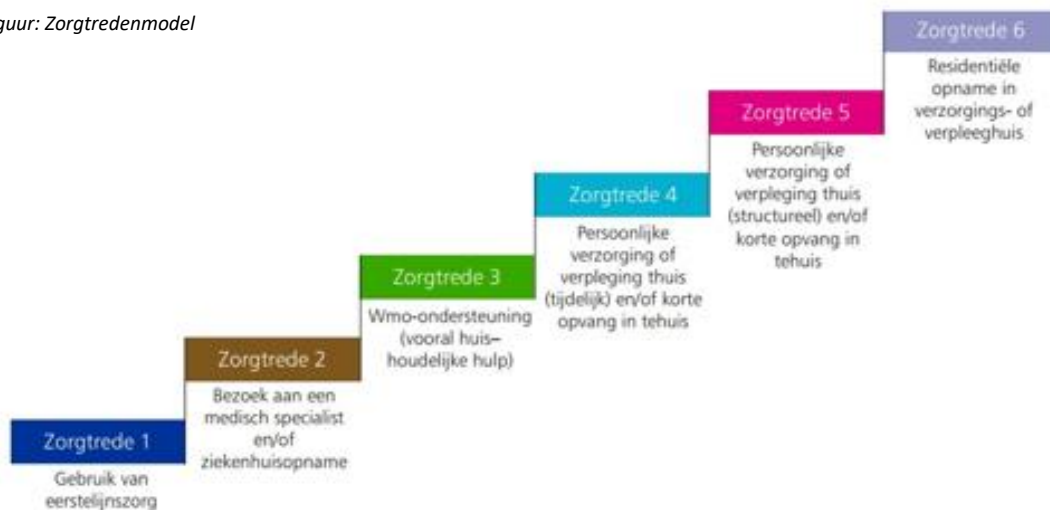 guur: Zorgtredenmodel
Zorgtrede 1
Gebruik van
eerstelijnszorg
Zorgtrede 2
Bezoek aan een
medisch specialist
en/of
ziekenhuisopname
Zorgtrede 3
Wmo-ondersteuning
(vooral huis-
houdelijke hulp)
Zorgtrede 4
Persoonlijke
verzorging of
verpleging thuis
(tijdelijk) en/of korte
opvang in tehuis
Zorgtrede 5
Persoonlijke
verzorging of
verpleging thuis
(structureel) en/of
korte opvang in
tehuis
Zorgtrede 6
Residentiële
opname in
verzorgings- of
verpleeghuis